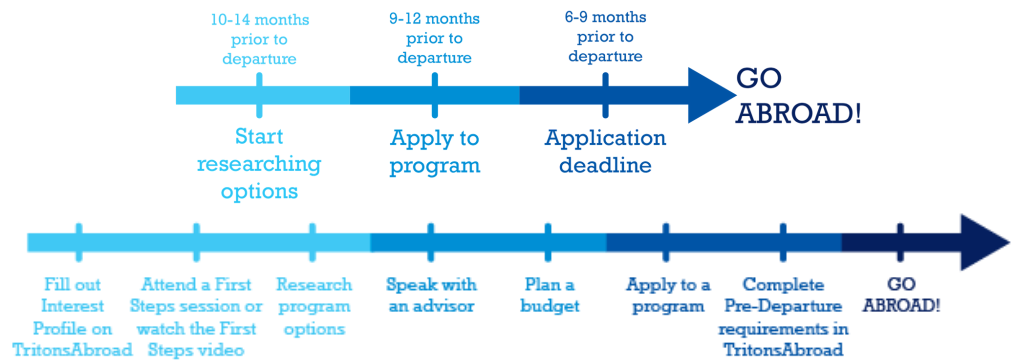 10-14 months
prior to
departure
9-12 months
prior to
departure
6-9 months
prior to
departure
GO
ABROAD!
Start
researching
options
Apply to
program
Application
deadline
Fill out
Interest
Profile on
TritonsAbroad
Attend a First
Steps session or
watch the First
Steps video
Research
program
options
Speak with
an advisor
Plan a
budget
Apply to a
program
Complete
Pre-Departure
requirements in
TritonsAbroad
GO
ABROAD!